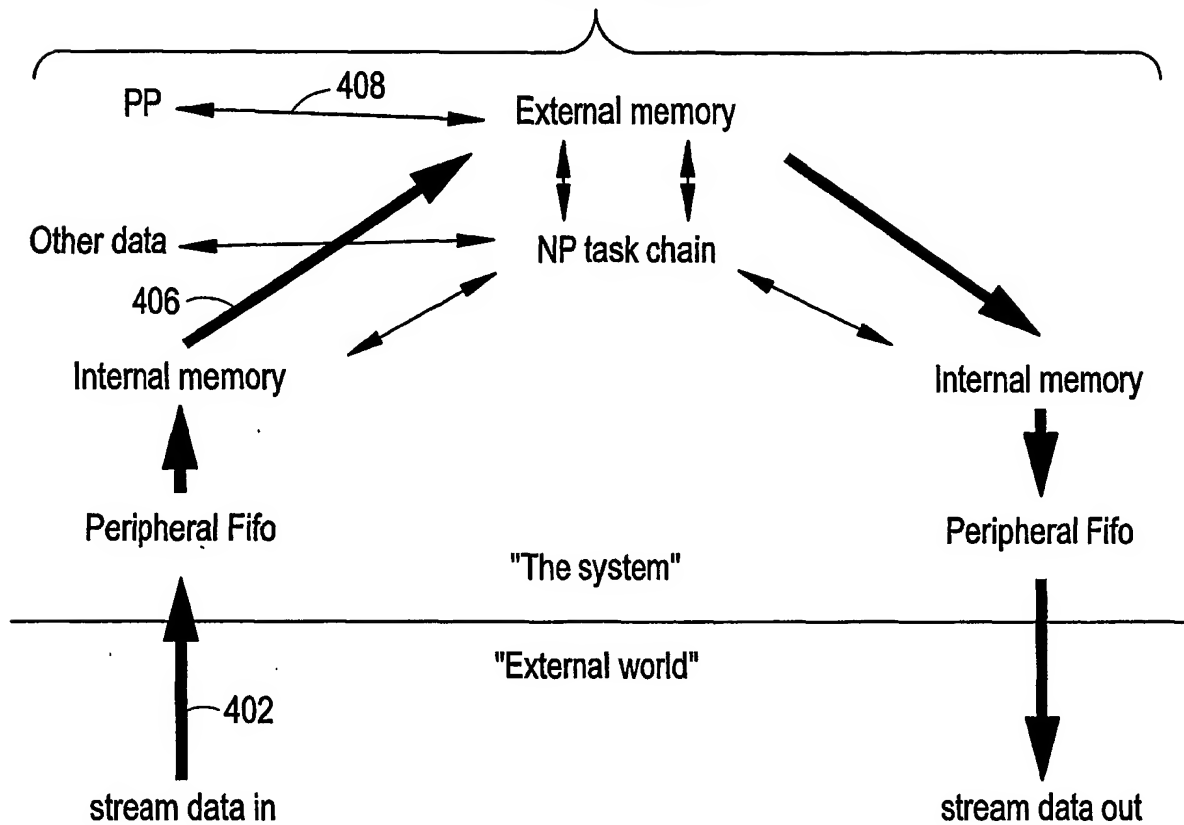 408
PP
External memory
Other data
NP task chain
406
Internal memory
Internal memory
Peripheral Fifo
Peripheral Fifo
"The system"
"External world"
402
stream data in
stream data out